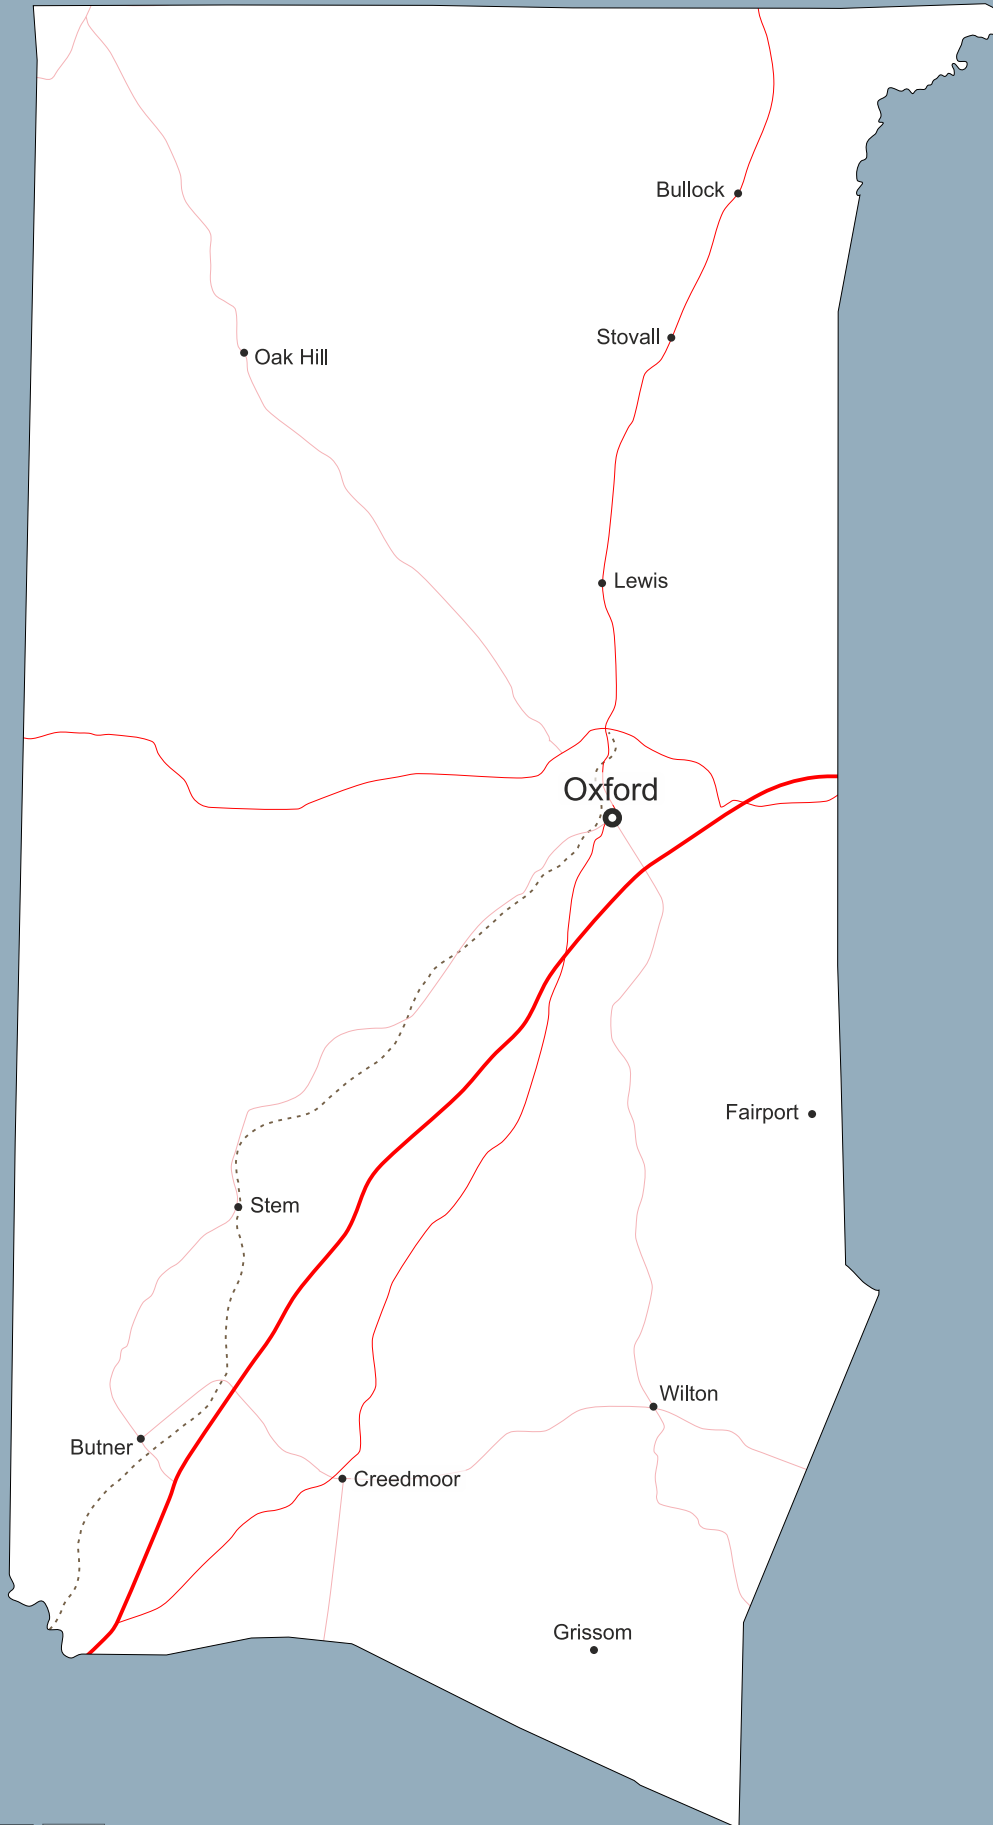 Bullock
Stovall
Oak Hill
Lewis
Oxford
Fairport
Stem
Wilton
Butner
Creedmoor
Grissom